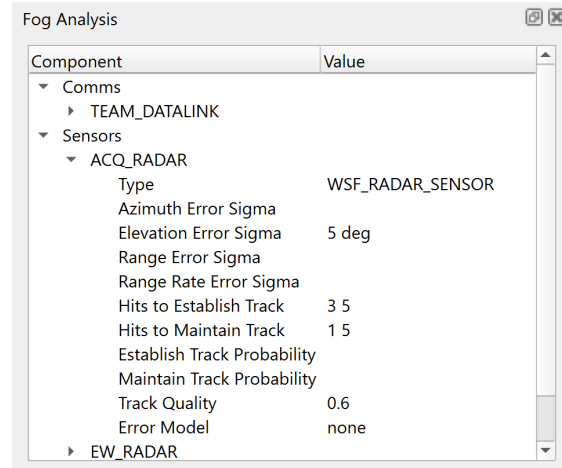 Fog Analysis
Component Value
Comms
TEAM_DATALINK
Sensors
ACQ_RADAR
Type WSF_RADAR_SENSOR
Azimuth Error Sigma
Elevation Error Sigma 5 deg
Range Error Sigma
Range Rate Error Sigma
Hits to Establish Track 3 5
Hits to Maintain Track 1 5
Establish Track Probability
Maintain Track Probability
Track Quality 0.6
Error Model none
EW_RADAR